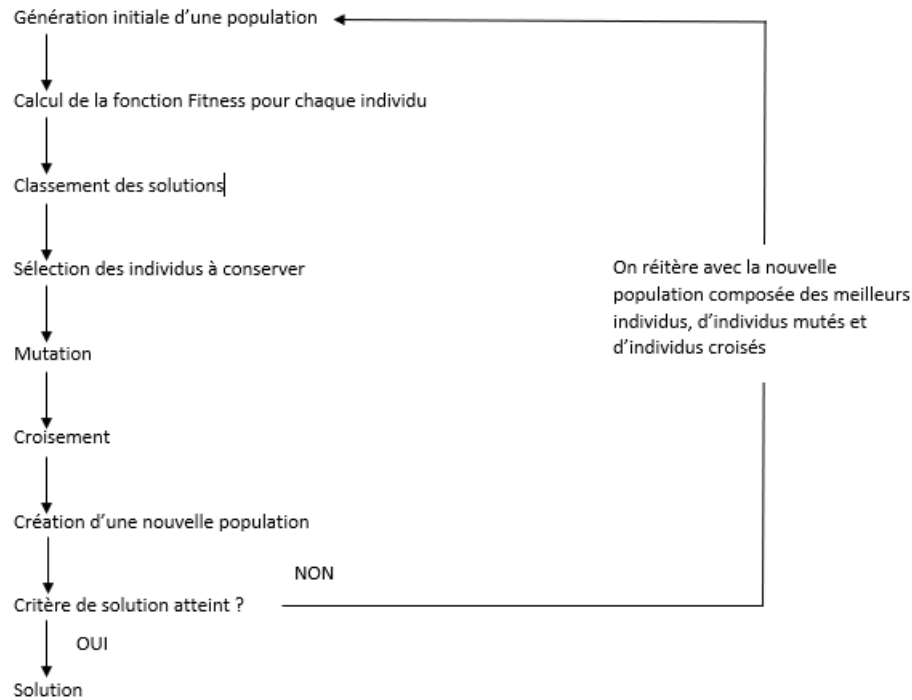 Génération initiale d'une population
Calcul de la fonction Fitness pour chaque individu
Classement des solutions
Sélection des individus à conserver
On réitère avec la nouvelle
population composée des meilleurs
individus, d'individus mutés et
d'individus croisés
Mutation
Croisement
Création d'une nouvelle population
NON
Critère de solution atteint ?
OUI
Solution